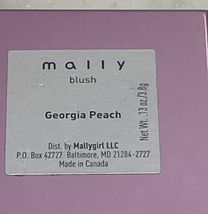 mally
blush
Georgia Peach
Net Wt. .13 oz/3.8g
Dist. by Mallygirl LLC
P.O. Box 42727 Baltimore, MD 21284-2727
Made in Canada